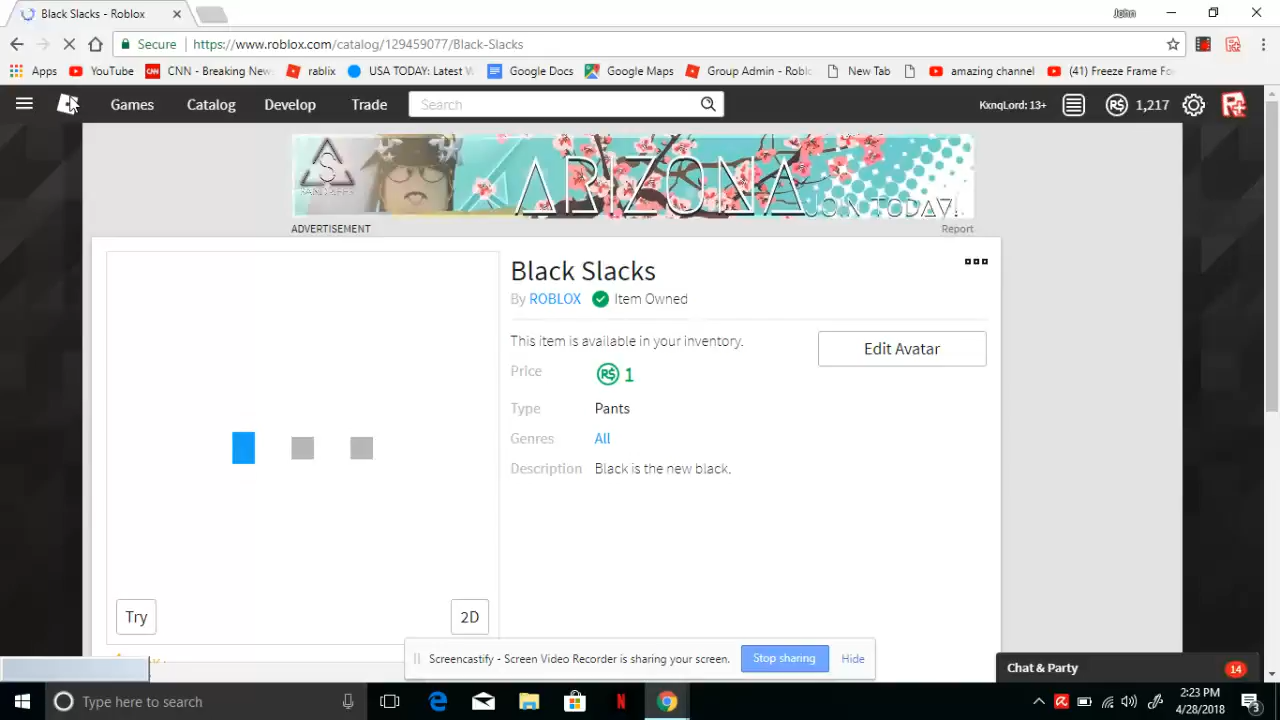 Black Slacks - Roblox
John
Secure https://www.roblox.com/catalog/129459077/Black-Slacks
Apps YouTube CNN - Breaking New rablix USA TODAY: Latest Google Docs Google Maps Group Admin - Roblo New Tab amazing channel (41) Freeze Frame Fo
Games Catalog Develop Trade Search KxnqLord: 13+ R$ 1,217
S
ARIZONA
JOIN TODAY!
ADVERTISEMENT Report
Black Slacks
By ROBLOX Item Owned
This item is available in your inventory.
Edit Avatar
Price R$ 1
Type Pants
Genres All
Description Black is the new black.
Try 2D
Screencastify - Screen Video Recorder is sharing your screen. Stop sharing Hide
Chat & Party 14
Type here to search
2:23 PM
4/28/2018
3